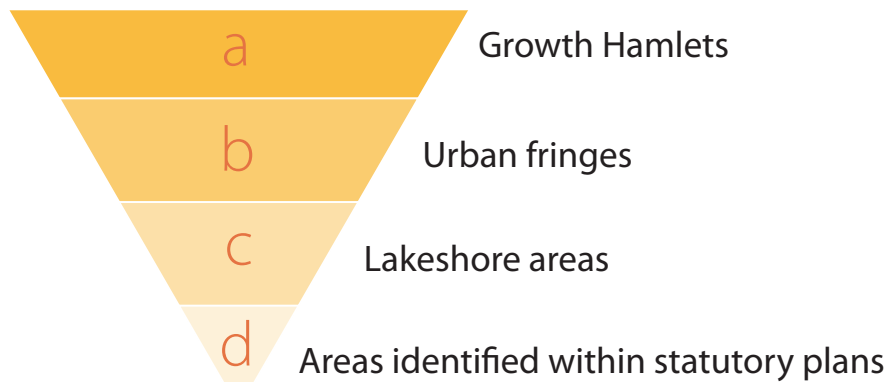 a Growth Hamlets
b Urban fringes
c Lakeshore areas
d Areas identified within statutory plans